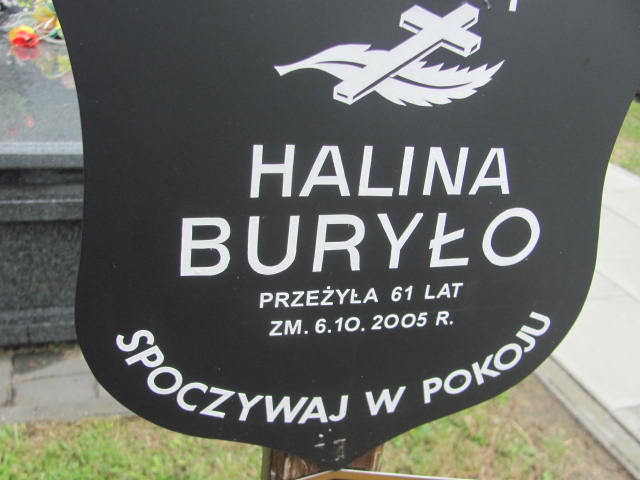 HALINA
BURYŁO
PRZEŻYŁA 61 LAT
ZM. 6.10. 2005 R.
SPOCZYWAJ W POKOJU